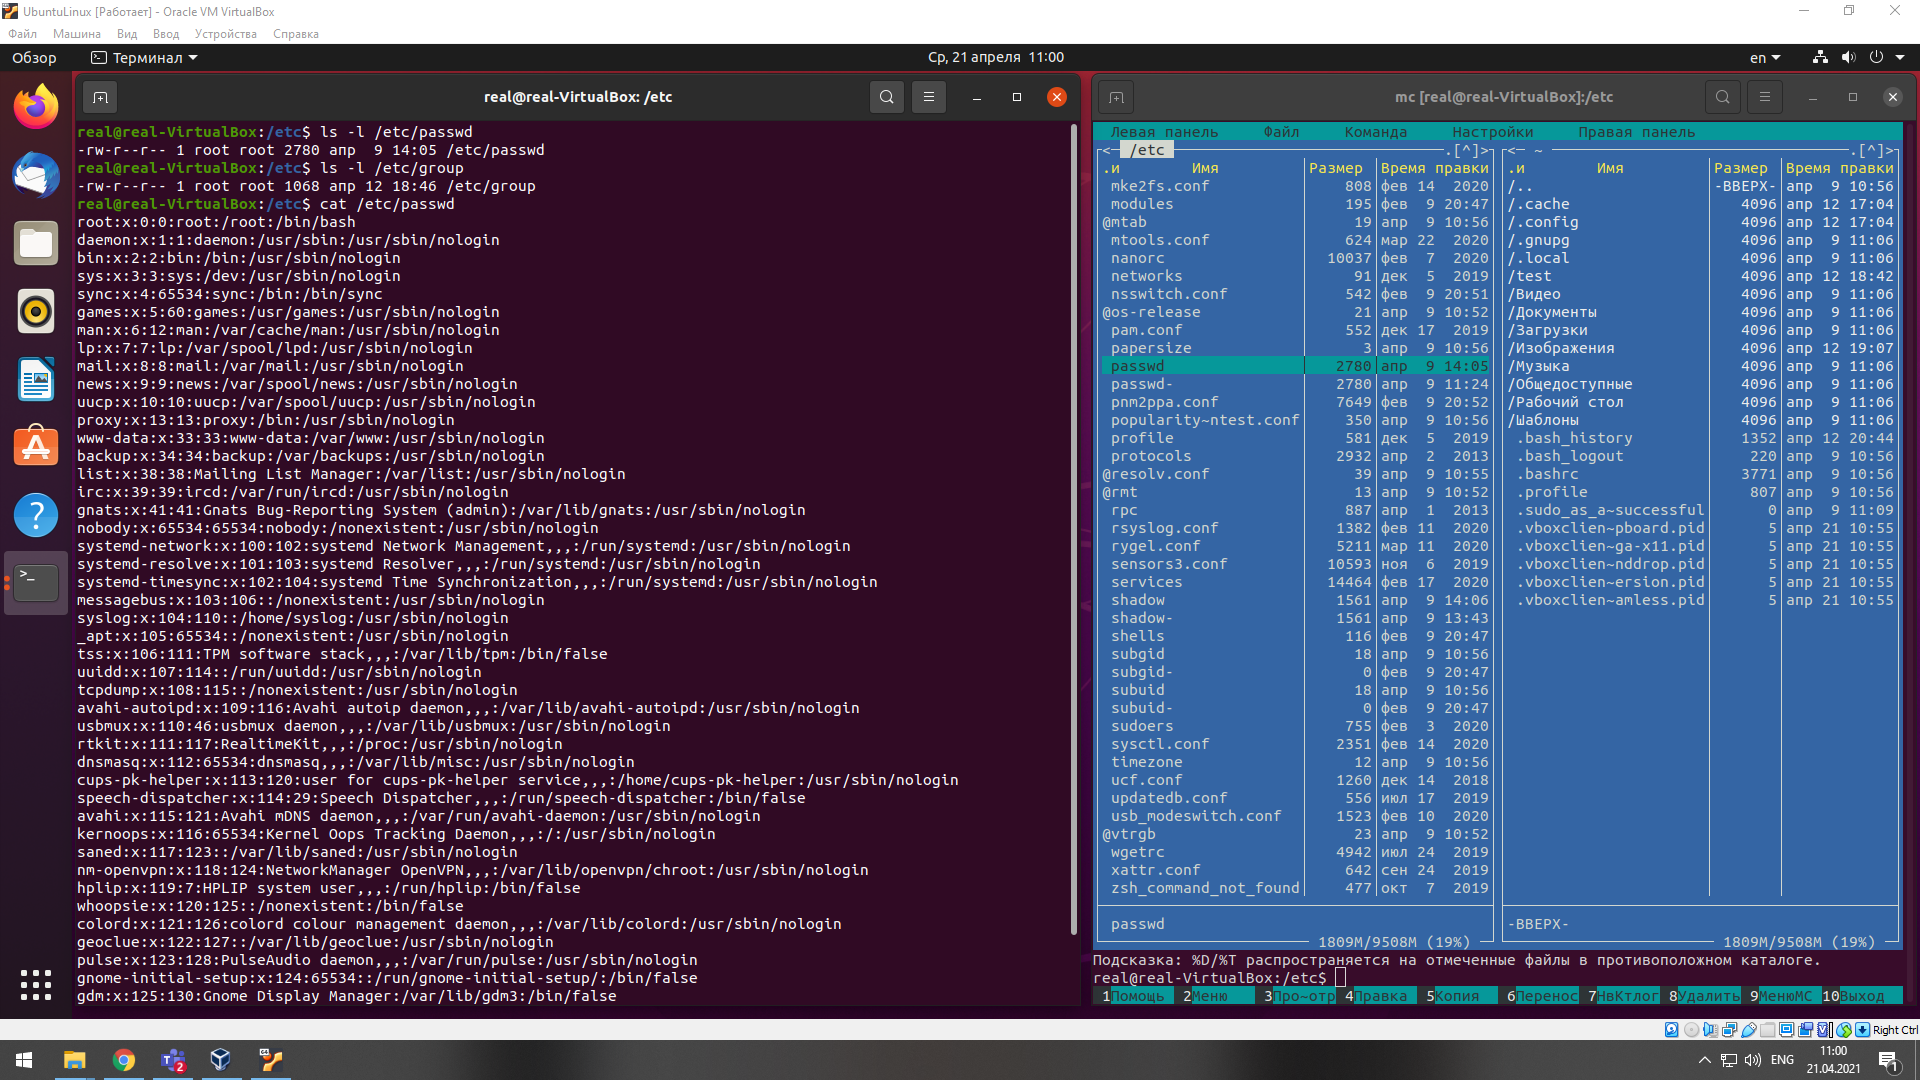 UbuntuLinux [Работает] - Oracle VM VirtualBox
Файл Машина Вид Ввод Устройства Справка
Обзор Терминал Ср, 21 апреля 11:00 en
real@real-VirtualBox: /etc
real@real-VirtualBox:/etc$ ls -l /etc/passwd
-rw-r--r-- 1 root root 2780 апр  9 14:05 /etc/passwd
real@real-VirtualBox:/etc$ ls -l /etc/group
-rw-r--r-- 1 root root 1068 апр 12 18:46 /etc/group
real@real-VirtualBox:/etc$ cat /etc/passwd
root:x:0:0:root:/root:/bin/bash
daemon:x:1:1:daemon:/usr/sbin:/usr/sbin/nologin
bin:x:2:2:bin:/bin:/usr/sbin/nologin
sys:x:3:3:sys:/dev:/usr/sbin/nologin
sync:x:4:65534:sync:/bin:/bin/sync
games:x:5:60:games:/usr/games:/usr/sbin/nologin
man:x:6:12:man:/var/cache/man:/usr/sbin/nologin
lp:x:7:7:lp:/var/spool/lpd:/usr/sbin/nologin
mail:x:8:8:mail:/var/mail:/usr/sbin/nologin
news:x:9:9:news:/var/spool/news:/usr/sbin/nologin
uucp:x:10:10:uucp:/var/spool/uucp:/usr/sbin/nologin
proxy:x:13:13:proxy:/bin:/usr/sbin/nologin
www-data:x:33:33:www-data:/var/www:/usr/sbin/nologin
backup:x:34:34:backup:/var/backups:/usr/sbin/nologin
list:x:38:38:Mailing List Manager:/var/list:/usr/sbin/nologin
irc:x:39:39:ircd:/var/run/ircd:/usr/sbin/nologin
gnats:x:41:41:Gnats Bug-Reporting System (admin):/var/lib/gnats:/usr/sbin/nologin
nobody:x:65534:65534:nobody:/nonexistent:/usr/sbin/nologin
systemd-network:x:100:102:systemd Network Management,,,:/run/systemd:/usr/sbin/nologin
systemd-resolve:x:101:103:systemd Resolver,,,:/run/systemd:/usr/sbin/nologin
systemd-timesync:x:102:104:systemd Time Synchronization,,,:/run/systemd:/usr/sbin/nologin
messagebus:x:103:106::/nonexistent:/usr/sbin/nologin
syslog:x:104:110::/home/syslog:/usr/sbin/nologin
_apt:x:105:65534::/nonexistent:/usr/sbin/nologin
tss:x:106:111:TPM software stack,,,:/var/lib/tpm:/bin/false
uuidd:x:107:114::/run/uuidd:/usr/sbin/nologin
tcpdump:x:108:115::/nonexistent:/usr/sbin/nologin
avahi-autoipd:x:109:116:Avahi autoip daemon,,,:/var/lib/avahi-autoipd:/usr/sbin/nologin
usbmux:x:110:46:usbmux daemon,,,:/var/lib/usbmux:/usr/sbin/nologin
rtkit:x:111:117:RealtimeKit,,,:/proc:/usr/sbin/nologin
dnsmasq:x:112:65534:dnsmasq,,,:/var/lib/misc:/usr/sbin/nologin
cups-pk-helper:x:113:120:user for cups-pk-helper service,,,:/home/cups-pk-helper:/usr/sbin/nologin
speech-dispatcher:x:114:29:Speech Dispatcher,,,:/run/speech-dispatcher:/bin/false
avahi:x:115:121:Avahi mDNS daemon,,,:/var/run/avahi-daemon:/usr/sbin/nologin
kernoops:x:116:65534:Kernel Oops Tracking Daemon,,,:/:/usr/sbin/nologin
saned:x:117:123::/var/lib/saned:/usr/sbin/nologin
nm-openvpn:x:118:124:NetworkManager OpenVPN,,,:/var/lib/openvpn/chroot:/usr/sbin/nologin
hplip:x:119:7:HPLIP system user,,,:/run/hplip:/bin/false
whoopsie:x:120:125::/nonexistent:/bin/false
colord:x:121:126:colord colour management daemon,,,:/var/lib/colord:/usr/sbin/nologin
geoclue:x:122:127::/var/lib/geoclue:/usr/sbin/nologin
pulse:x:123:128:PulseAudio daemon,,,:/var/run/pulse:/usr/sbin/nologin
gnome-initial-setup:x:124:65534::/run/gnome-initial-setup/:/bin/false
gdm:x:125:130:Gnome Display Manager:/var/lib/gdm3:/bin/false
mc [real@real-VirtualBox]:/etc
Левая панель Файл Команда Настройки Правая панель
<─ /etc .[^]>
.и Имя Размер Время правки
mke2fs.conf 808 фев 14  2020
modules 195 фев  9 20:47
@mtab 19 апр  9 10:56
mtools.conf 624 мар 22  2020
nanorc 10037 фев  7  2020
networks 91 дек  5  2019
nsswitch.conf 542 фев  9 20:51
@os-release 21 апр  9 10:52
pam.conf 552 дек 17  2019
papersize 3 апр  9 10:56
passwd 2780 апр  9 14:05
passwd- 2780 апр  9 11:24
pnm2ppa.conf 7649 фев  9 20:52
popularity~ntest.conf 350 апр  9 10:56
profile 581 дек  5  2019
protocols 2932 апр  2  2013
@resolv.conf 39 апр  9 10:55
@rmt 13 апр  9 10:52
rpc 887 апр  1  2013
rsyslog.conf 1382 фев 11  2020
rygel.conf 5211 мар 11  2020
sensors3.conf 10593 ноя  6  2019
services 14464 фев 17  2020
shadow 1561 апр  9 14:06
shadow- 1561 апр  9 13:43
shells 116 фев  9 20:47
subgid 18 апр  9 10:56
subgid- 0 фев  9 20:47
subuid 18 апр  9 10:56
subuid- 0 фев  9 20:47
sudoers 755 фев  3  2020
sysctl.conf 2351 фев 14  2020
timezone 12 апр  9 10:56
ucf.conf 1260 дек 14  2018
updatedb.conf 556 июл 17  2019
usb_modeswitch.conf 1523 фев 10  2020
@vtrgb 23 апр  9 10:52
wgetrc 4942 июл 24  2019
xattr.conf 642 сен 24  2019
zsh_command_not_found 477 окт  7  2019
passwd
1809M/9508M (19%)
<─ ~ .[^]>
.и Имя Размер Время правки
/.. -ВВЕРХ- апр  9 10:56
/.cache 4096 апр 12 17:04
/.config 4096 апр 12 17:04
/.gnupg 4096 апр  9 11:06
/.local 4096 апр  9 11:06
/test 4096 апр 12 18:42
/Видео 4096 апр  9 11:06
/Документы 4096 апр  9 11:06
/Загрузки 4096 апр  9 11:06
/Изображения 4096 апр 12 19:07
/Музыка 4096 апр  9 11:06
/Общедоступные 4096 апр  9 11:06
/Рабочий стол 4096 апр  9 11:06
/Шаблоны 4096 апр  9 11:06
.bash_history 1352 апр 12 20:44
.bash_logout 220 апр  9 10:56
.bashrc 3771 апр  9 10:56
.profile 807 апр  9 10:56
.sudo_as_a~successful 0 апр  9 11:09
.vboxclien~pboard.pid 5 апр 21 10:55
.vboxclien~ga-x11.pid 5 апр 21 10:55
.vboxclien~nddrop.pid 5 апр 21 10:55
.vboxclien~ersion.pid 5 апр 21 10:55
.vboxclien~amless.pid 5 апр 21 10:55
-ВВЕРХ-
1809M/9508M (19%)
Подсказка: %D/%T распространяется на отмеченные файлы в противоположном каталоге.
real@real-VirtualBox:/etc$
1Помощь 2Меню 3Про~отр 4Правка 5Копия 6Перенос 7НвКтлог 8Удалить 9МенюMC 10Выход
Right Ctrl
2
64
ENG
11:00
21.04.2021
1